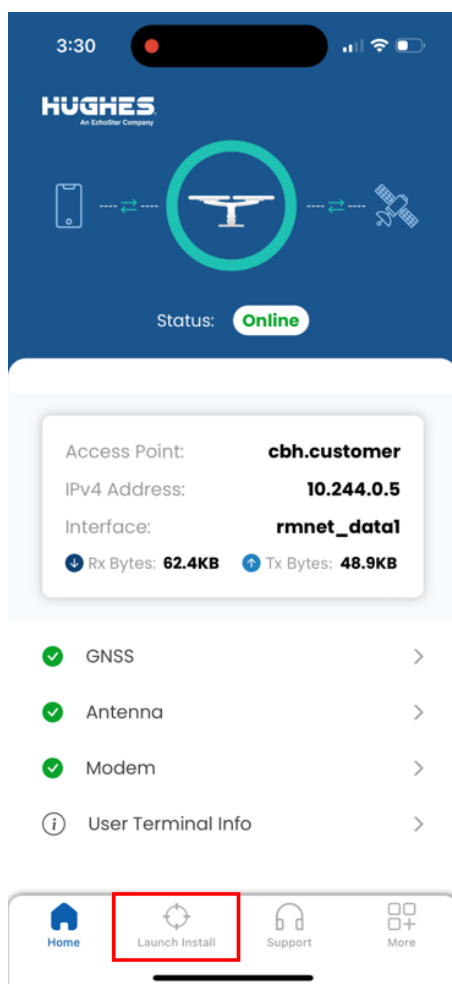 3:30
HUGHES.
An EchoStar Company
Status: Online
Access Point: cbh.customer
IPv4 Address: 10.244.0.5
Interface: rmnet_data1
Rx Bytes: 62.4KB Tx Bytes: 48.9KB
GNSS
Antenna
Modem
User Terminal Info
Home Launch Install Support More